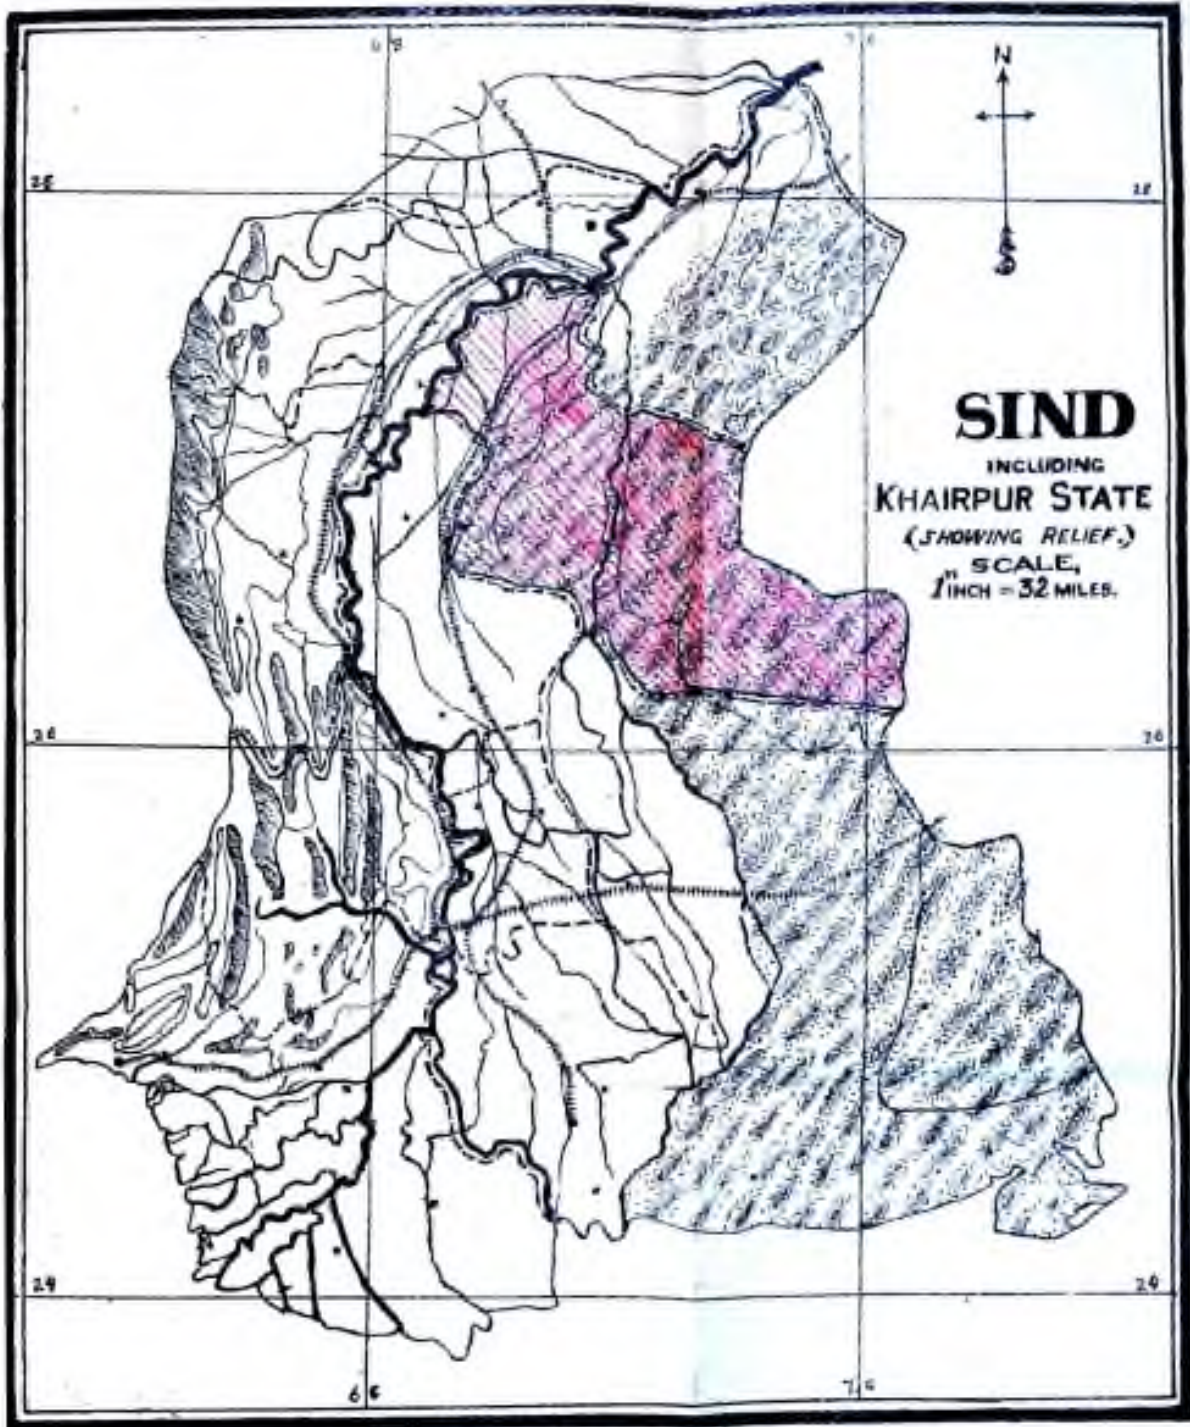 N
28
28
SIND
INCLUDING
KHAIRPUR STATE
(SHOWING RELIEF.)
SCALE,
1" INCH = 32 MILES.
26
26
24
24